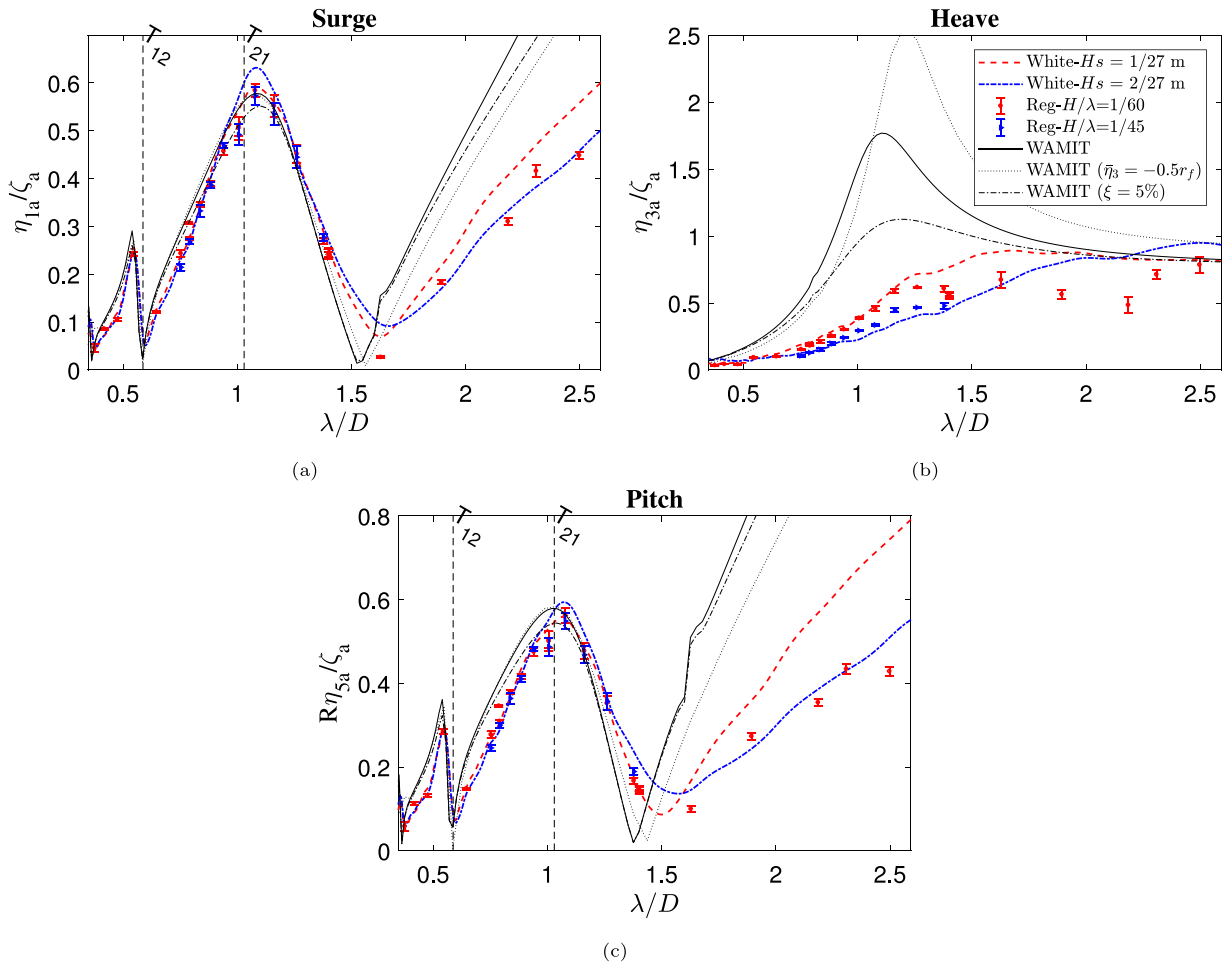 Surge
T12
T21
η1a/ζa
0.6
0.5
0.4
0.3
0.2
0.1
0
0.5
1
1.5
2
2.5
λ/D
(a)
Heave
η3a/ζa
2.5
2
1.5
1
0.5
0
0.5
1
1.5
2
2.5
λ/D
White-Hs = 1/27 m
White-Hs = 2/27 m
Reg-H/λ=1/60
Reg-H/λ=1/45
WAMIT
WAMIT (η̄3 = −0.5rf)
WAMIT (ξ = 5%)
(b)
Pitch
T12
T21
Rη5a/ζa
0.8
0.6
0.4
0.2
0
0.5
1
1.5
2
2.5
λ/D
(c)